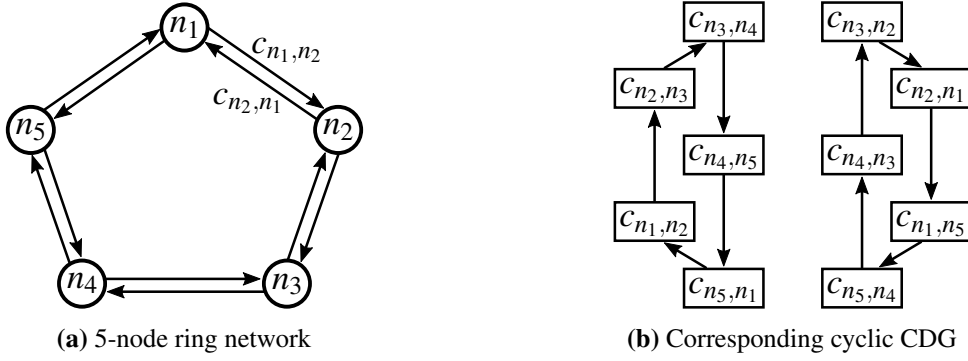 n1
c_{n1,n2}
c_{n2,n1}
n5
n2
n4
n3
(a) 5-node ring network
c_{n3,n4}
c_{n2,n3}
c_{n4,n5}
c_{n1,n2}
c_{n5,n1}
c_{n3,n2}
c_{n2,n1}
c_{n4,n3}
c_{n1,n5}
c_{n5,n4}
(b) Corresponding cyclic CDG